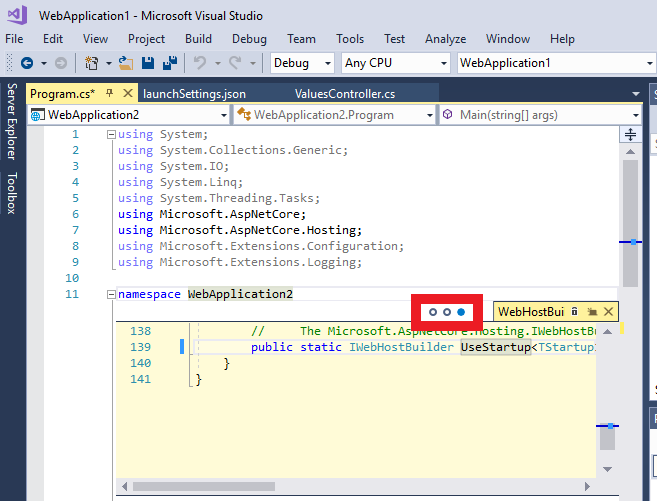 WebApplication1 - Microsoft Visual Studio
File Edit View Project Build Debug Team Tools Test Analyze Window Help
Debug Any CPU WebApplication1
Server Explorer
Toolbox
Program.cs* launchSettings.json ValuesController.cs
WebApplication2 WebApplication2.Program Main(string[] args)
1 using System;
2 using System.Collections.Generic;
3 using System.IO;
4 using System.Linq;
5 using System.Threading.Tasks;
6 using Microsoft.AspNetCore;
7 using Microsoft.AspNetCore.Hosting;
8 using Microsoft.Extensions.Configuration;
9 using Microsoft.Extensions.Logging;
10
11 namespace WebApplication2
WebHostBui
138 // The Microsoft.AspNetCore.Hosting.IWebHostBu
139 public static IWebHostBuilder UseStartup<TStartup
140 }
141 }